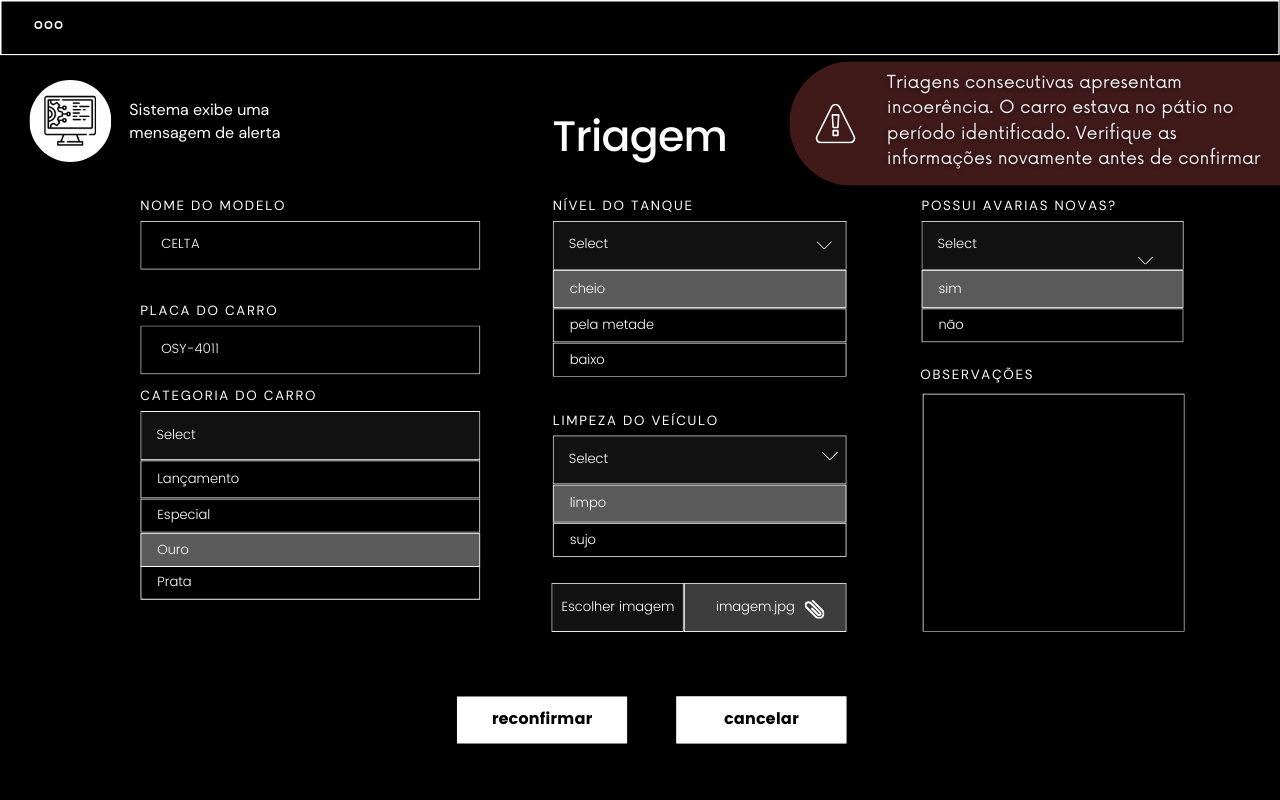 Sistema exibe uma
mensagem de alerta
Triagem
Triagens consecutivas apresentam
incoerência. O carro estava no pátio no
período identificado. Verifique as
informações novamente antes de confirmar
NOME DO MODELO
CELTA
PLACA DO CARRO
OSY-4011
CATEGORIA DO CARRO
Select
Lançamento
Especial
Ouro
Prata
NÍVEL DO TANQUE
Select
cheio
pela metade
baixo
LIMPEZA DO VEÍCULO
Select
limpo
sujo
Escolher imagem
imagem.jpg
POSSUI AVARIAS NOVAS?
Select
sim
não
OBSERVAÇÕES
reconfirmar
cancelar